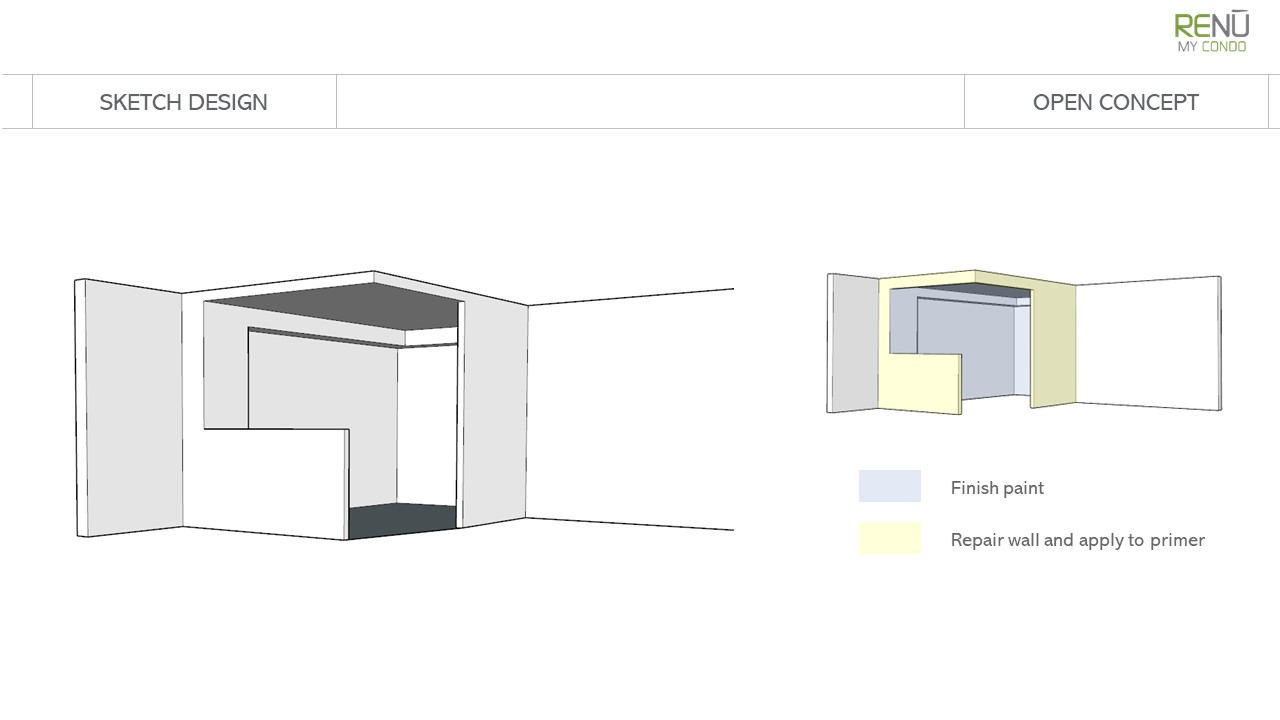 RENŪ
MY CONDO
SKETCH DESIGN
OPEN CONCEPT
Finish paint
Repair wall and apply to primer